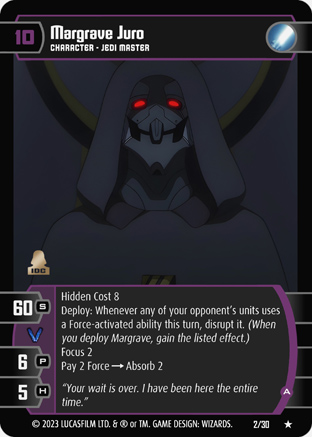 10
Margrave Juro
CHARACTER - JEDI MASTER
IDC
60 S
6 P
5 H
Hidden Cost 8
Deploy: Whenever any of your opponent's units uses
a Force-activated ability this turn, disrupt it. (When
you deploy Margrave, gain the listed effect.)
Focus 2
Pay 2 Force → Absorb 2
"Your wait is over. I have been here the entire
time."
A
© 2023 LUCASFILM LTD. & ® or TM. GAME DESIGN: WIZARDS. 2/30 ★